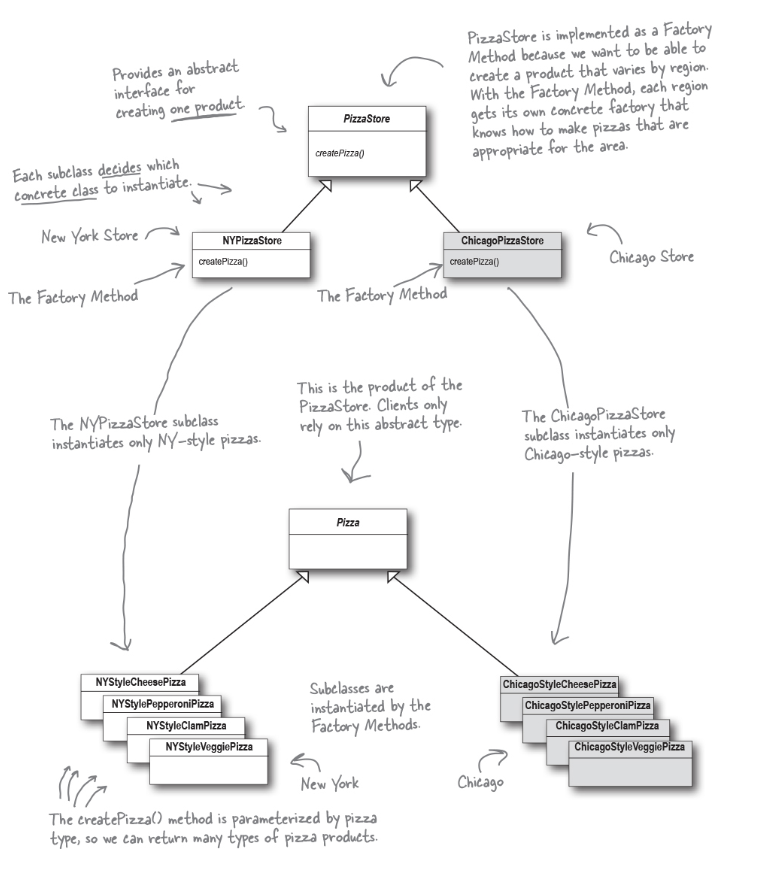 PizzaStore is implemented as a Factory
Method because we want to be able to
create a product that varies by region.
With the Factory Method, each region
gets its own concrete factory that
knows how to make pizzas that are
appropriate for the area.
Provides an abstract
interface for
creating one product.
PizzaStore
createPizza()
Each subclass decides which
concrete class to instantiate.
New York Store
NYPizzaStore
createPizza()
ChicagoPizzaStore
createPizza()
Chicago Store
The Factory Method
The Factory Method
The NYPizzaStore subclass
instantiates only NY-style pizzas.
This is the product of the
PizzaStore. Clients only
rely on this abstract type.
The ChicagoPizzaStore
subclass instantiates only
Chicago-style pizzas.
Pizza
NYStyleCheesePizza
NYStylePepperoniPizza
NYStyleClamPizza
NYStyleVeggiePizza
Subclasses are
instantiated by the
Factory Methods.
ChicagoStyleCheesePizza
ChicagoStylePepperoniPizza
ChicagoStyleClamPizza
ChicagoStyleVeggiePizza
New York
Chicago
The createPizza() method is parameterized by pizza
type, so we can return many types of pizza products.